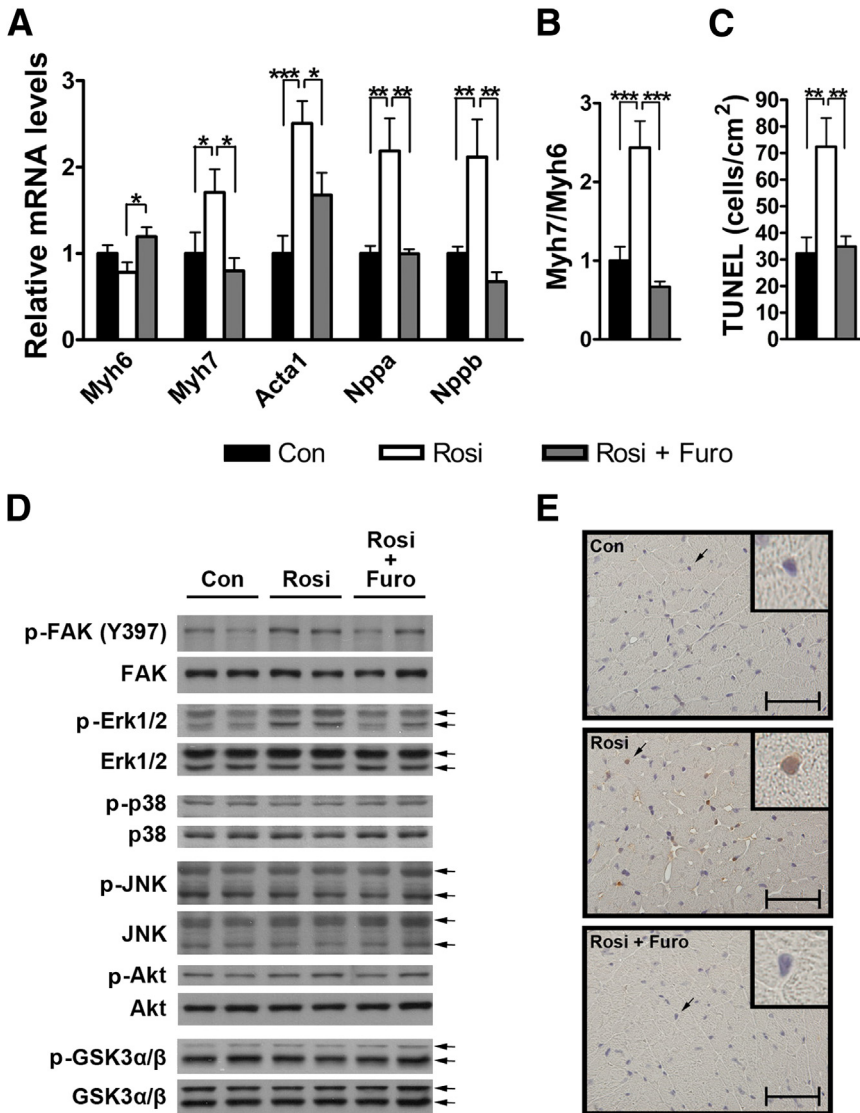 A
B
C
Relative mRNA levels
3
2
1
0
*
* *
*** *
** **
** **
Myh6
Myh7
Acta1
Nppa
Nppb
Myh7/Myh6
3
2
1
0
*** ***
TUNEL (cells/cm2)
90
80
70
60
50
40
30
20
10
0
** **
Con
Rosi
Rosi + Furo
D
Con
Rosi
Rosi
+
Furo
p-FAK (Y397)
FAK
p-Erk1/2
Erk1/2
p-p38
p38
p-JNK
JNK
p-Akt
Akt
p-GSK3α/β
GSK3α/β
E
Con
Rosi
Rosi + Furo